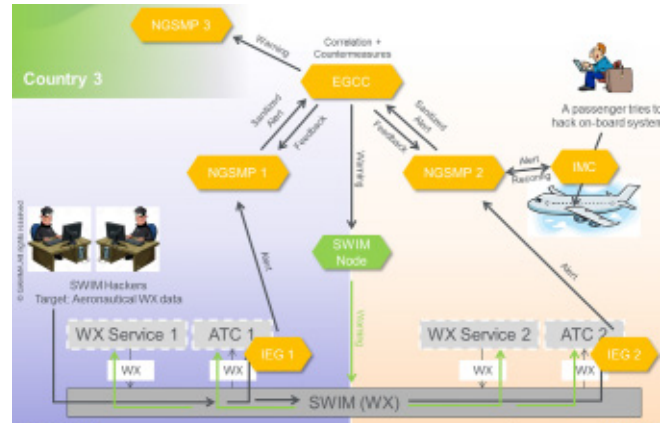 NGSMP 3
Warning
Correlation +
Countermeasures
EGCC
Country 3
Sanitized
Alert
Feedback
Warning
Sanitized
Alert
Feedback
A passenger tries to
hack on-board system
NGSMP 1
NGSMP 2
Alert
IMC
SWIM
Node
Alert
Alert
SWIM Hackers
Target: Aeronautical WX data
Warning
WX Service 1
ATC 1
IEG 1
WX Service 2
ATC 2
IEG 2
WX
WX
WX
WX
SWIM (WX)